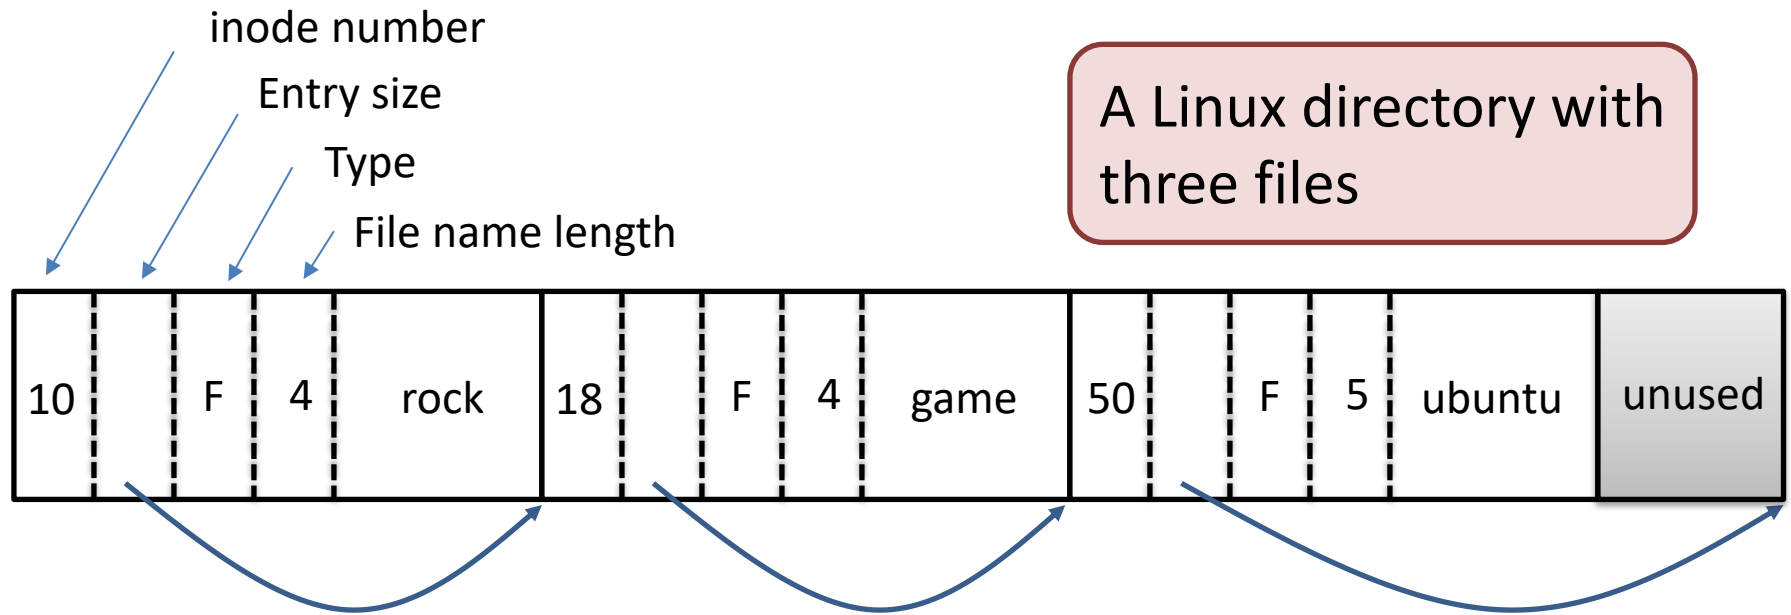 inode number
Entry size
Type
File name length
A Linux directory with
three files
10 F 4 rock 18 F 4 game 50 F 5 ubuntu unused